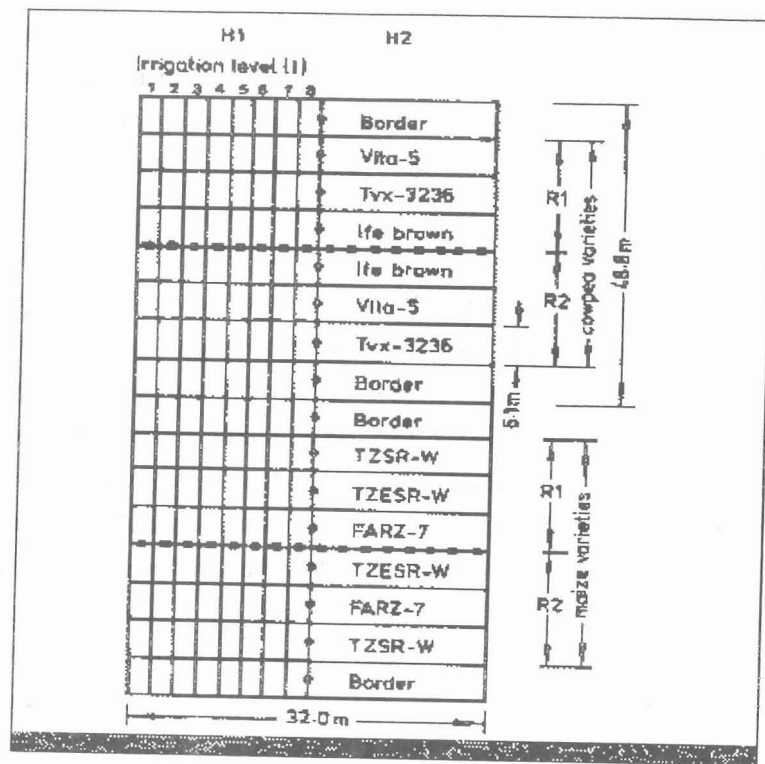 H1 H2
Irrigation level (I)
1 2 3 4 5 6 7 8
Border
Vita-5
Tvx-3236
Ife brown
Ife brown
Vita-5
Tvx-3236
Border
Border
TZSR-W
TZESR-W
FARZ-7
TZESR-W
FARZ-7
TZSR-W
Border
R1
R2
cowpea varieties
48.8m
6.1m
R1
R2
maize varieties
32.0m